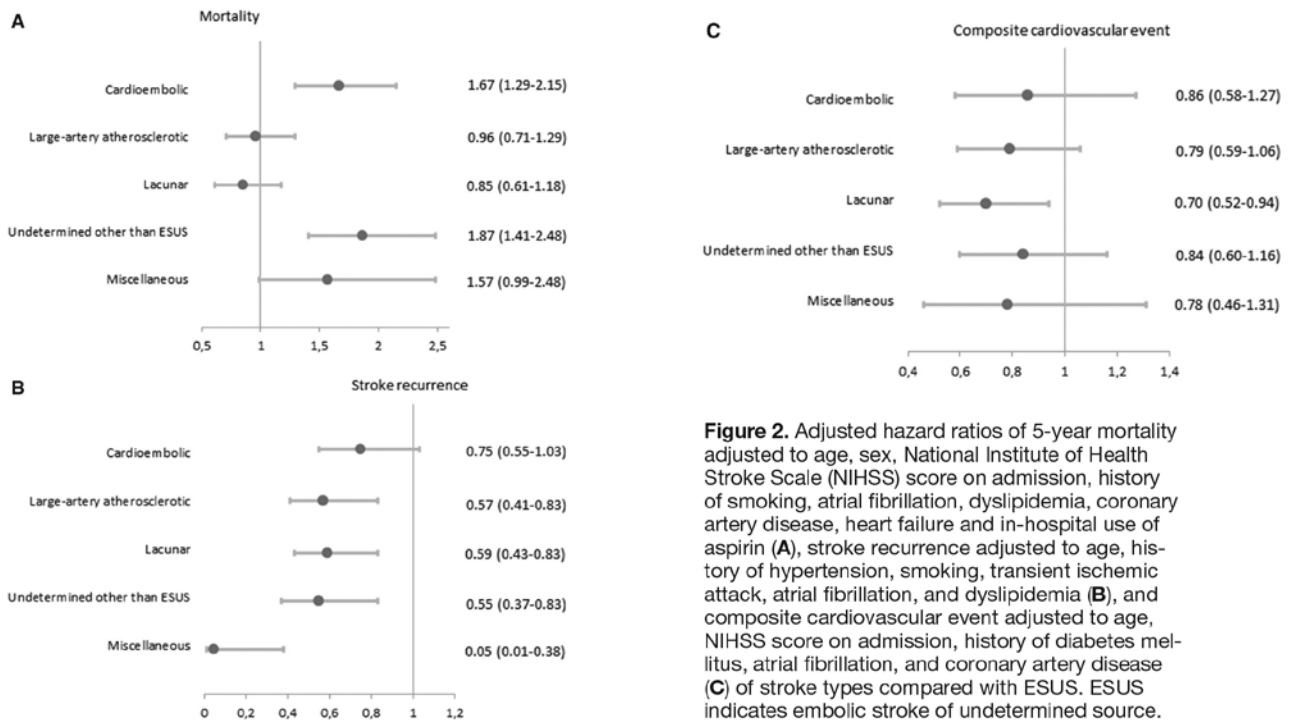 A
Mortality
Cardioembolic 1.67 (1.29-2.15)
Large-artery atherosclerotic 0.96 (0.71-1.29)
Lacunar 0.85 (0.61-1.18)
Undetermined other than ESUS 1.87 (1.41-2.48)
Miscellaneous 1.57 (0.99-2.48)
0,5 1 1,5 2 2,5
B
Stroke recurrence
Cardioembolic 0.75 (0.55-1.03)
Large-artery atherosclerotic 0.57 (0.41-0.83)
Lacunar 0.59 (0.43-0.83)
Undetermined other than ESUS 0.55 (0.37-0.83)
Miscellaneous 0.05 (0.01-0.38)
0 0,2 0,4 0,6 0,8 1 1,2
C
Composite cardiovascular event
Cardioembolic 0.86 (0.58-1.27)
Large-artery atherosclerotic 0.79 (0.59-1.06)
Lacunar 0.70 (0.52-0.94)
Undetermined other than ESUS 0.84 (0.60-1.16)
Miscellaneous 0.78 (0.46-1.31)
0,4 0,6 0,8 1 1,2 1,4
Figure 2. Adjusted hazard ratios of 5-year mortality
adjusted to age, sex, National Institute of Health
Stroke Scale (NIHSS) score on admission, history
of smoking, atrial fibrillation, dyslipidemia, coronary
artery disease, heart failure and in-hospital use of
aspirin (A), stroke recurrence adjusted to age, his-
tory of hypertension, smoking, transient ischemic
attack, atrial fibrillation, and dyslipidemia (B), and
composite cardiovascular event adjusted to age,
NIHSS score on admission, history of diabetes mel-
litus, atrial fibrillation, and coronary artery disease
(C) of stroke types compared with ESUS. ESUS
indicates embolic stroke of undetermined source.